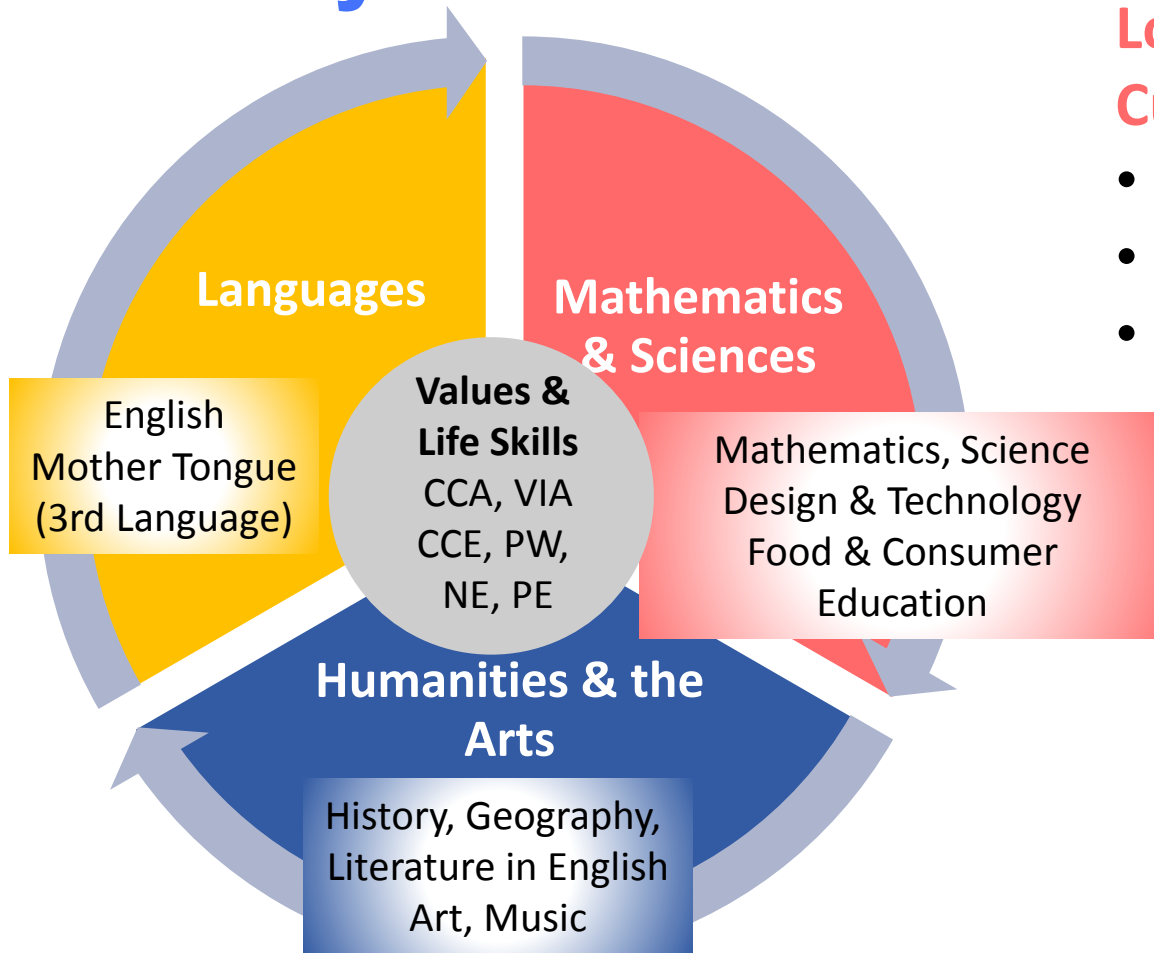 Languages
English
Mother Tongue
(3rd Language)
Mathematics
& Sciences
Mathematics, Science
Design & Technology
Food & Consumer
Education
Values &
Life Skills
CCA, VIA
CCE, PW,
NE, PE
Humanities & the
Arts
History, Geography,
Literature in English
Art, Music